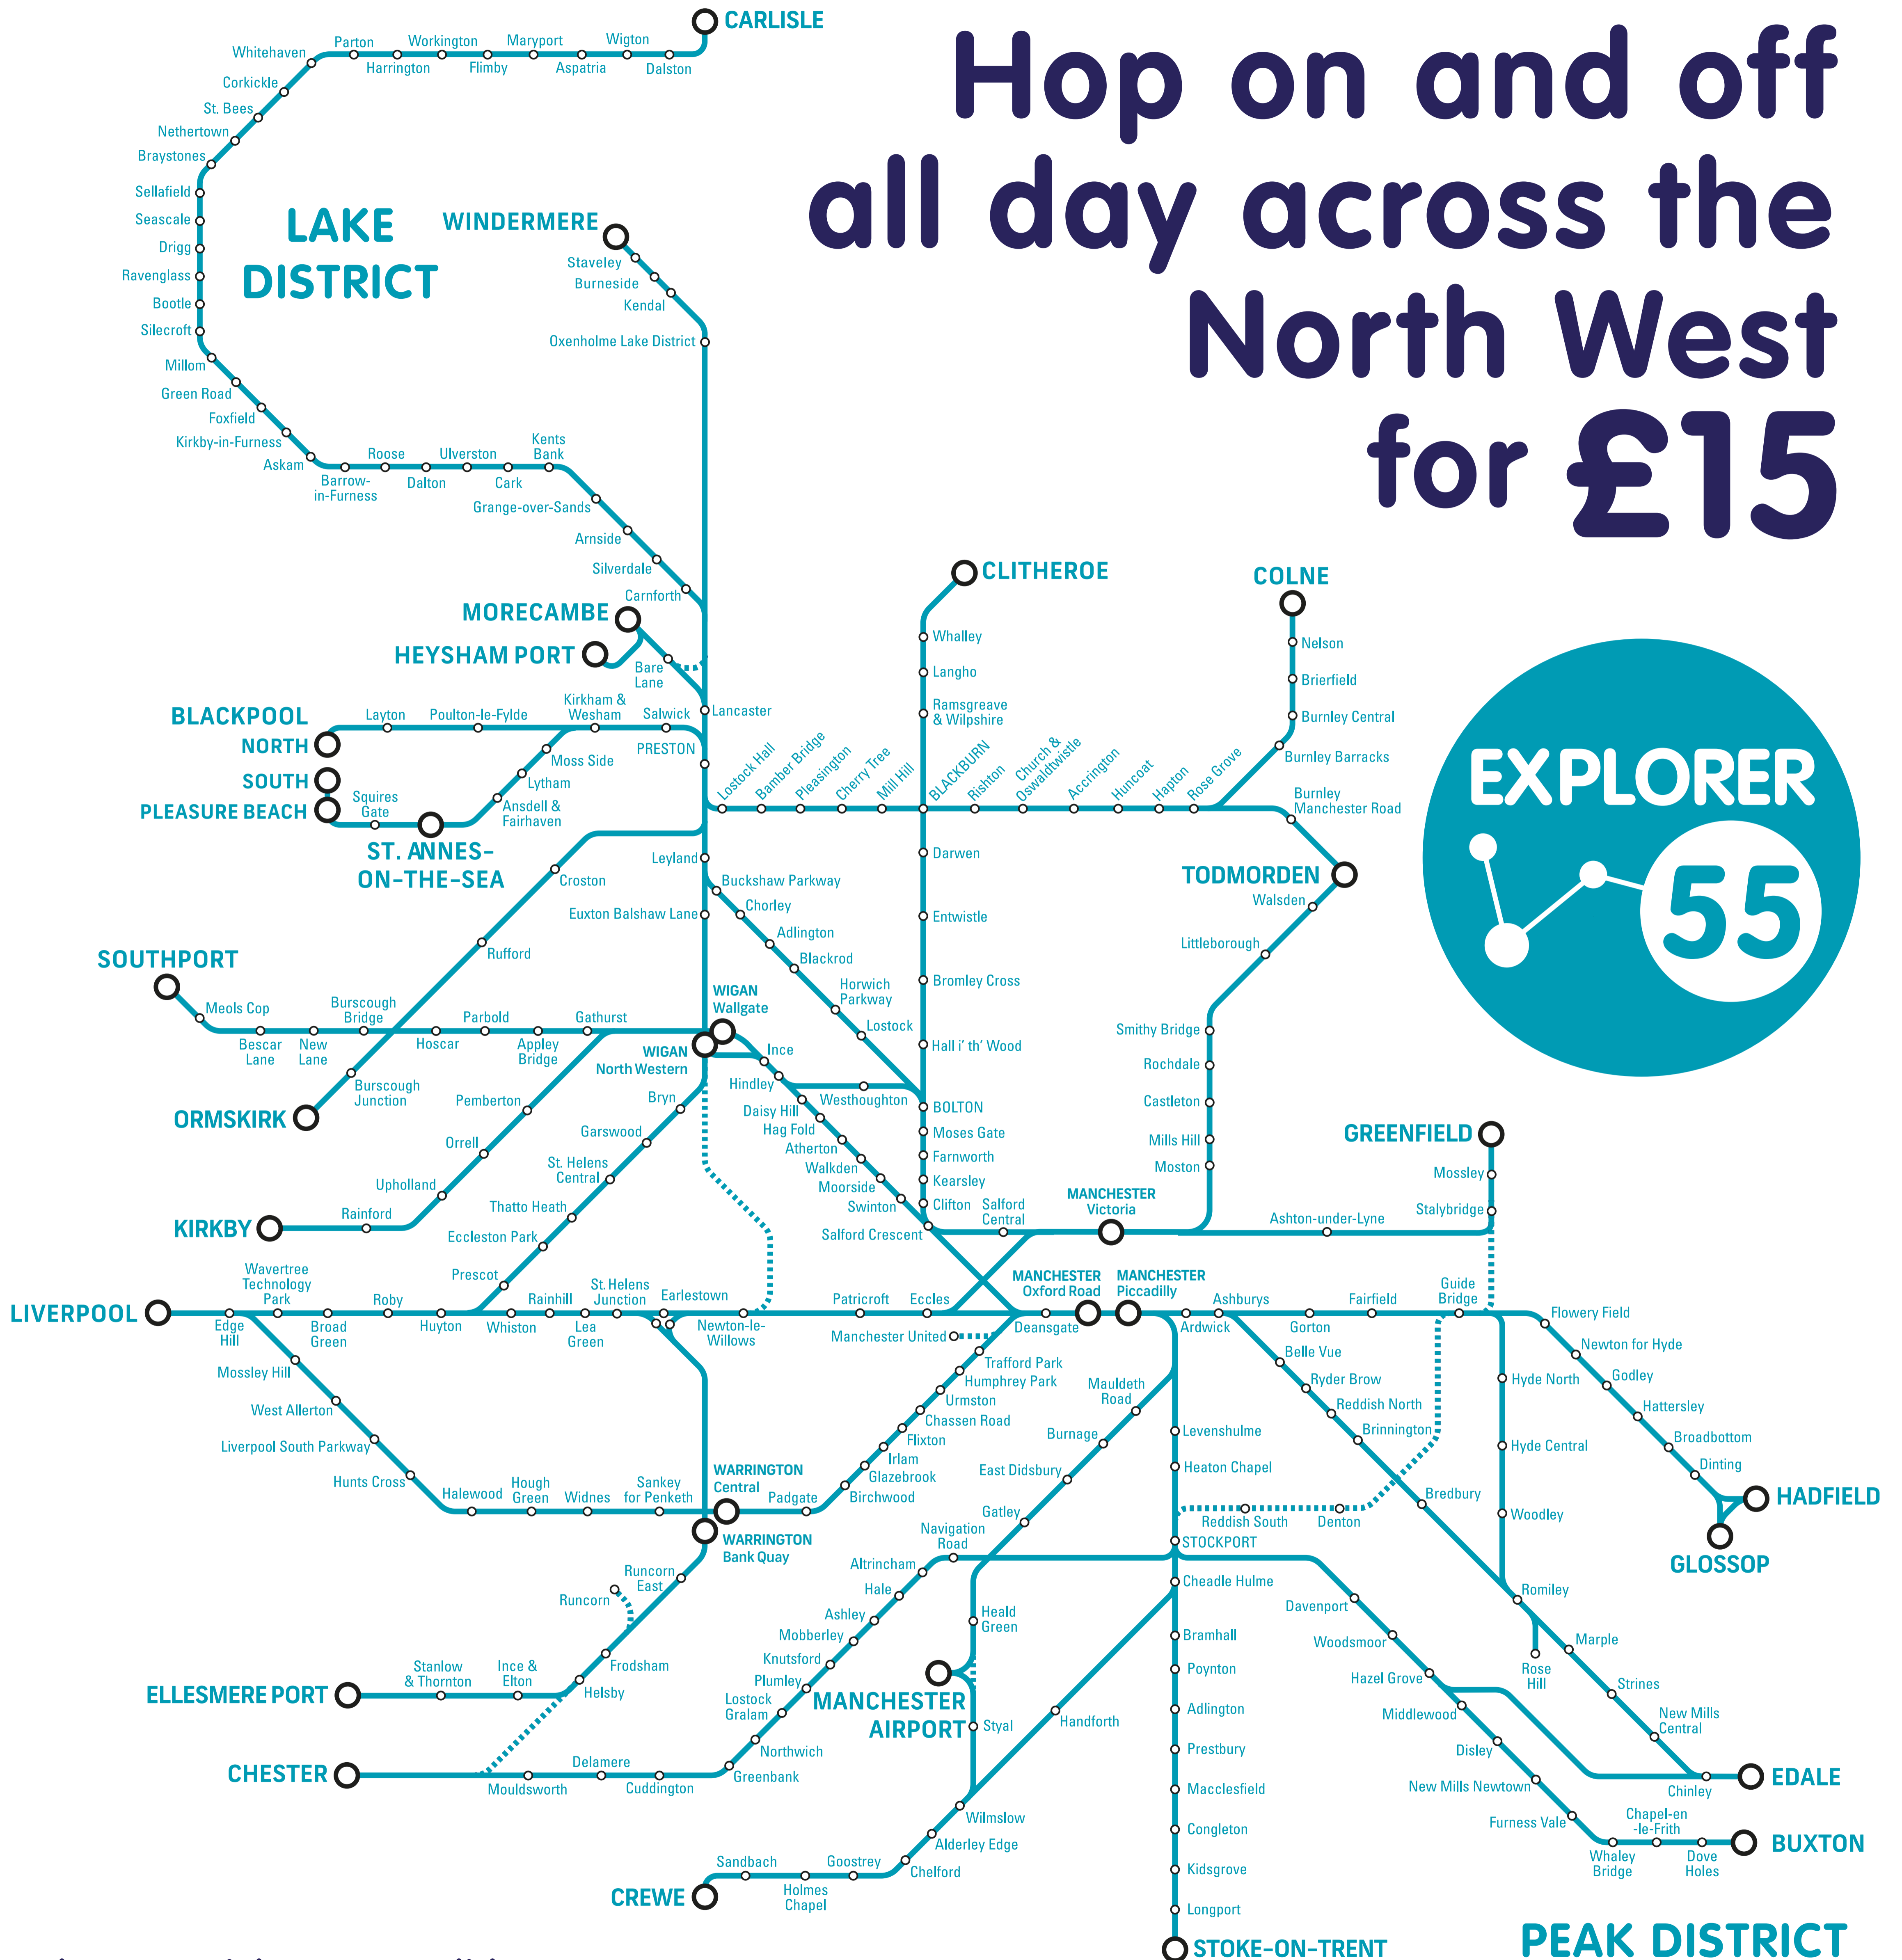 Hop on and off
all day across the
North West
for £15
EXPLORER
55
CARLISLE
Dalston
Wigton
Aspatria
Maryport
Flimby
Workington
Harrington
Parton
Whitehaven
Corkickle
St. Bees
Nethertown
Braystones
Sellafield
Seascale
Drigg
Ravenglass
Bootle
Silecroft
Millom
Green Road
Foxfield
Kirkby-in-Furness
Askam
Barrow-
in-Furness
Roose
Dalton
Ulverston
Cark
Kents
Bank
Grange-over-Sands
Arnside
Silverdale
Carnforth
LAKE
DISTRICT
WINDERMERE
Staveley
Burneside
Kendal
Oxenholme Lake District
MORECAMBE
HEYSHAM PORT
Bare
Lane
Lancaster
BLACKPOOL
NORTH
SOUTH
PLEASURE BEACH
Layton
Poulton-le-Fylde
Kirkham &
Wesham
Salwick
PRESTON
Moss Side
Lytham
Ansdell &
Fairhaven
Squires
Gate
ST. ANNES-
ON-THE-SEA
CLITHEROE
Whalley
Langho
Ramsgreave
& Wilpshire
COLNE
Nelson
Brierfield
Burnley Central
Burnley Barracks
Burnley
Manchester Road
Lostock Hall
Bamber Bridge
Pleasington
Cherry Tree
Mill Hill
BLACKBURN
Rishton
Church &
Oswaldtwistle
Accrington
Huncoat
Hapton
Rose Grove
TODMORDEN
Walsden
Littleborough
Smithy Bridge
Rochdale
Castleton
Mills Hill
Moston
Darwen
Entwistle
Bromley Cross
Hall i' th' Wood
BOLTON
Moses Gate
Farnworth
Kearsley
Clifton
Salford
Central
Salford Crescent
Leyland
Euxton Balshaw Lane
Buckshaw Parkway
Chorley
Adlington
Blackrod
Horwich
Parkway
Lostock
Croston
Rufford
Burscough
Junction
ORMSKIRK
SOUTHPORT
Meols Cop
Bescar
Lane
New
Lane
Burscough
Bridge
Hoscar
Parbold
Appley
Bridge
Gathurst
WIGAN
Wallgate
WIGAN
North Western
Ince
Hindley
Westhoughton
Daisy Hill
Hag Fold
Atherton
Walkden
Moorside
Swinton
Pemberton
Orrell
Upholland
Rainford
KIRKBY
Bryn
Garswood
St. Helens
Central
Thatto Heath
Eccleston Park
Prescot
MANCHESTER
Victoria
Ashton-under-Lyne
Stalybridge
Mossley
GREENFIELD
LIVERPOOL
Edge
Hill
Wavertree
Technology
Park
Broad
Green
Roby
Huyton
Whiston
Rainhill
Lea
Green
St. Helens
Junction
Earlestown
Newton-le-
Willows
Patricroft
Eccles
Manchester United
Deansgate
MANCHESTER
Oxford Road
MANCHESTER
Piccadilly
Ardwick
Ashburys
Gorton
Fairfield
Guide
Bridge
Flowery Field
Newton for Hyde
Godley
Hattersley
Broadbottom
Dinting
HADFIELD
GLOSSOP
Mossley Hill
West Allerton
Liverpool South Parkway
Hunts Cross
Halewood
Hough
Green
Widnes
Sankey
for Penketh
WARRINGTON
Central
WARRINGTON
Bank Quay
Padgate
Birchwood
Glazebrook
Irlam
Flixton
Chassen Road
Urmston
Humphrey Park
Trafford Park
Mauldeth
Road
Burnage
East Didsbury
Gatley
Heald
Green
MANCHESTER
AIRPORT
Styal
Levenshulme
Heaton Chapel
Reddish South
Denton
STOCKPORT
Belle Vue
Ryder Brow
Reddish North
Brinnington
Bredbury
Hyde North
Hyde Central
Woodley
Romiley
Rose
Hill
Marple
Strines
New Mills
Central
Chinley
EDALE
Navigation
Road
Altrincham
Hale
Ashley
Mobberley
Knutsford
Plumley
Lostock
Gralam
Northwich
Greenbank
Cuddington
Delamere
Mouldsworth
CHESTER
Runcorn
East
Runcorn
Frodsham
Helsby
Ince &
Elton
Stanlow
& Thornton
ELLESMERE PORT
Cheadle Hulme
Bramhall
Poynton
Adlington
Prestbury
Macclesfield
Congleton
Kidsgrove
Longport
STOKE-ON-TRENT
Handforth
Wilmslow
Alderley Edge
Chelford
Goostrey
Holmes
Chapel
Sandbach
CREWE
Davenport
Woodsmoor
Hazel Grove
Middlewood
Disley
New Mills Newtown
Furness Vale
Whaley
Bridge
Chapel-en
-le-Frith
Dove
Holes
BUXTON
PEAK DISTRICT